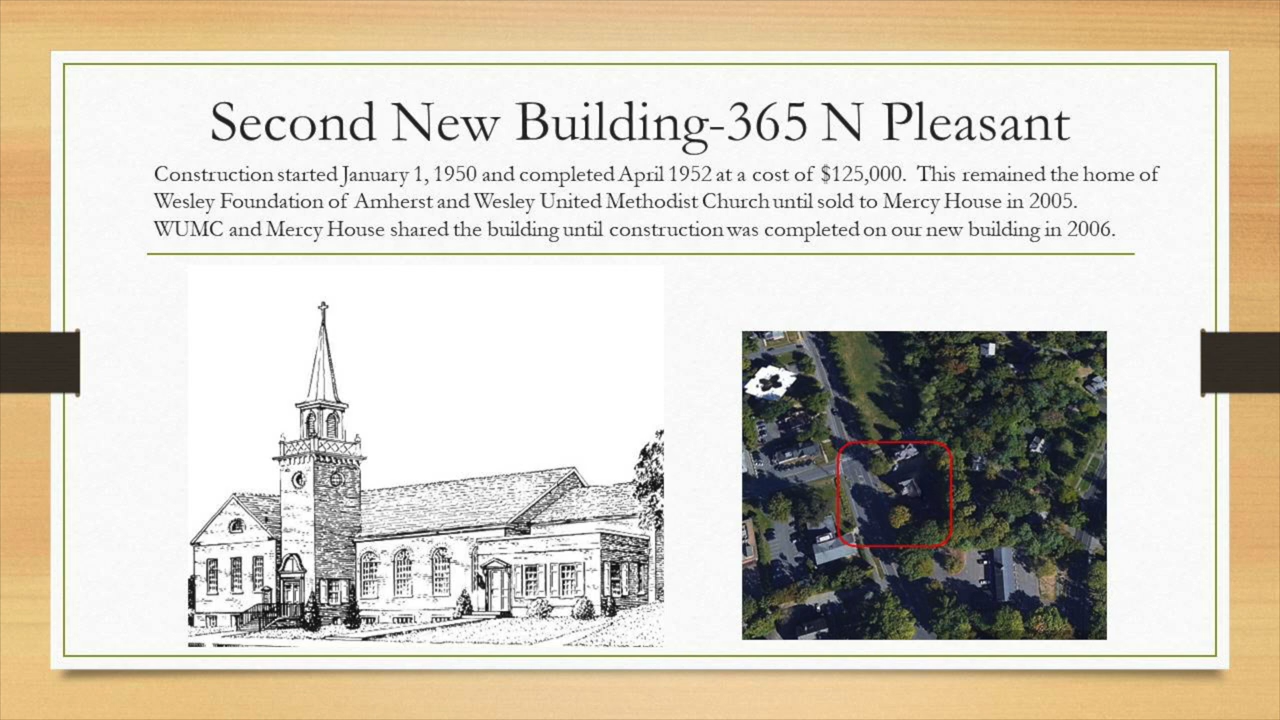 Second New Building-365 N Pleasant
Construction started January 1, 1950 and completed April 1952 at a cost of $125,000. This remained the home of
Wesley Foundation of Amherst and Wesley United Methodist Church until sold to Mercy House in 2005.
WUMC and Mercy House shared the building until construction was completed on our new building in 2006.